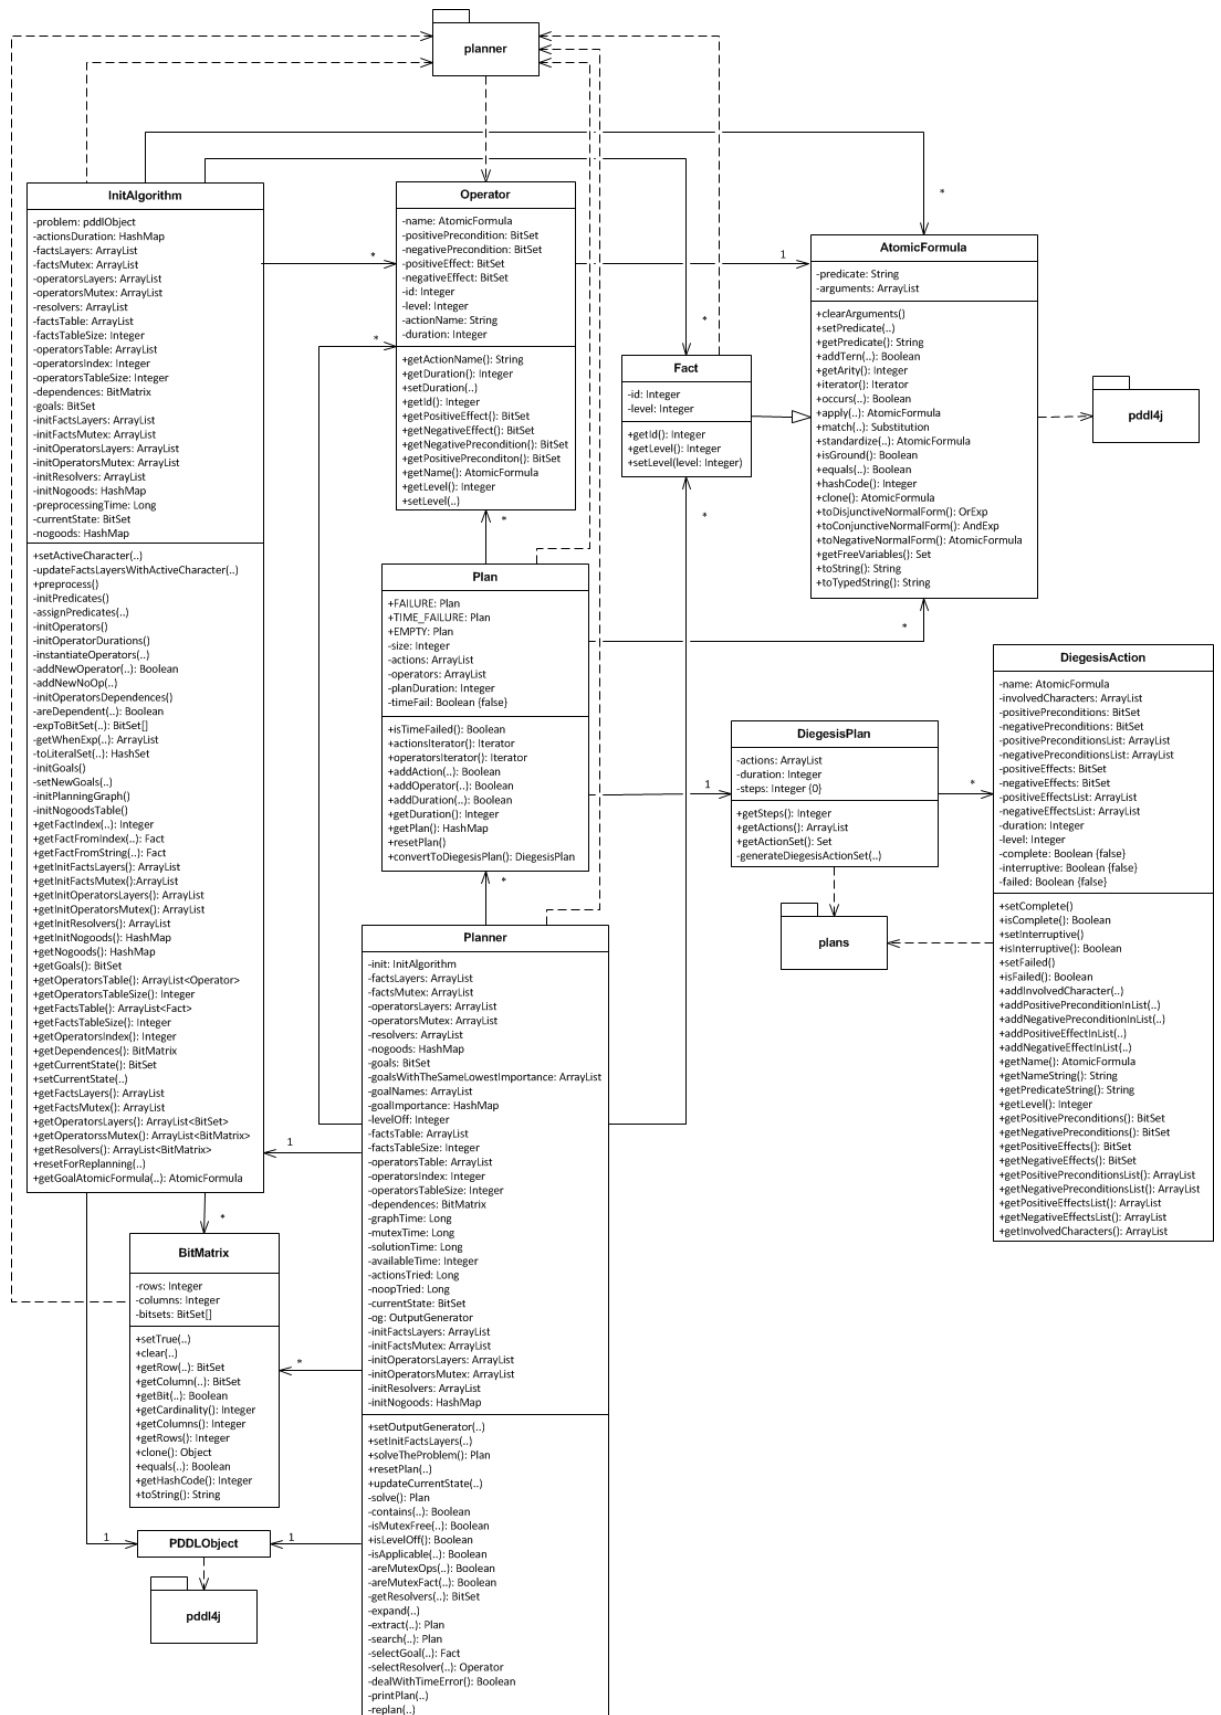 planner
InitAlgorithm
-problem: pddlObject
-actionsDuration: HashMap
-factsLayers: ArrayList
-factsMutex: ArrayList
-operatorsLayers: ArrayList
-operatorsMutex: ArrayList
-resolvers: ArrayList
-factsTable: ArrayList
-factsTableSize: Integer
-operatorsTable: ArrayList
-operatorsIndex: Integer
-operatorsTableSize: Integer
-dependences: BitMatrix
-goals: BitSet
-initFactsLayers: ArrayList
-initFactsMutex: ArrayList
-initOperatorsLayers: ArrayList
-initOperatorsMutex: ArrayList
-initResolvers: ArrayList
-initNogoods: HashMap
-preprocessingTime: Long
-currentState: BitSet
-nogoods: HashMap
+setActiveCharacter(..)
-updateFactsLayersWithActiveCharacter(..)
+preprocess()
-initPredicates()
-assignPredicates(..)
-initOperators()
-initOperatorDurations()
-instantiateOperators(..)
-addNewOperator(..): Boolean
-addNewNoOp(..)
-initOperatorsDependences()
-areDependent(..): Boolean
-expToBitSet(..): BitSet[]
-getWhenExp(..): ArrayList
-toLiteralSet(..): HashSet
-initGoals()
-setNewGoals(..)
-initPlanningGraph()
-initNogoodsTable()
+getFactIndex(..): Integer
+getFactFromIndex(..): Fact
+getFactFromString(..): Fact
+getInitFactsLayers(): ArrayList
+getInitFactsMutex():ArrayList
+getInitOperatorsLayers(): ArrayList
+getInitOperatorsMutex(): ArrayList
+getInitResolvers(): ArrayList
+getInitNogoods(): HashMap
+getNogoods(): HashMap
+getGoals(): BitSet
+getOperatorsTable(): ArrayList<Operator>
+getOperatorsTableSize(): Integer
+getFactsTable(): ArrayList<Fact>
+getFactsTableSize(): Integer
+getOperatorsIndex(): Integer
+getDependences(): BitMatrix
+getCurrentState(): BitSet
+setCurrentState(..)
+getFactsLayers(): ArrayList
+getFactsMutex(): ArrayList
+getOperatorsLayers(): ArrayList<BitSet>
+getOperatorssMutex(): ArrayList<BitMatrix>
+getResolvers(): ArrayList<BitMatrix>
+resetForReplanning(..)
+getGoalAtomicFormula(..): AtomicFormula
Operator
-name: AtomicFormula
-positivePrecondition: BitSet
-negativePrecondition: BitSet
-positiveEffect: BitSet
-negativeEffect: BitSet
-id: Integer
-level: Integer
-actionName: String
-duration: Integer
+getActionName(): String
+getDuration(): Integer
+setDuration(..)
+getId(): Integer
+getPositiveEffect(): BitSet
+getNegativeEffect(): BitSet
+getNegativePrecondition(): BitSet
+getPositivePreconditon(): BitSet
+getName(): AtomicFormula
+getLevel(): Integer
+setLevel(..)
*
*
*
1
*
*
*
*
AtomicFormula
-predicate: String
-arguments: ArrayList
+clearArguments()
+setPredicate(..)
+getPredicate(): String
+addTern(..): Boolean
+getArity(): Integer
+iterator(): Iterator
+occurs(..): Boolean
+apply(..): AtomicFormula
+match(..): Substitution
+standardize(..): AtomicFormula
+isGround(): Boolean
+equals(..): Boolean
+hashCode(): Integer
+clone(): AtomicFormula
+toDisjunctiveNormalForm(): OrExp
+toConjunctiveNormalForm(): AndExp
+toNegativeNormalForm(): AtomicFormula
+getFreeVariables(): Set
+toString(): String
+toTypedString(): String
Fact
-id: Integer
-level: Integer
+getId(): Integer
+getLevel(): Integer
+setLevel(level: Integer)
pddl4j
Plan
+FAILURE: Plan
+TIME_FAILURE: Plan
+EMPTY: Plan
-size: Integer
-actions: ArrayList
-operators: ArrayList
-planDuration: Integer
-timeFail: Boolean {false}
+isTimeFailed(): Boolean
+actionsIterator(): Iterator
+operatorsIterator(): Iterator
+addAction(..): Boolean
+addOperator(..): Boolean
+addDuration(..): Boolean
+getDuration(): Integer
+getPlan(): HashMap
+resetPlan()
+convertToDiegesisPlan(): DiegesisPlan
1
*
*
DiegesisPlan
-actions: ArrayList
-duration: Integer
-steps: Integer {0}
+getSteps(): Integer
+getActions(): ArrayList
+getActionSet(): Set
-generateDiegesisActionSet(..)
plans
DiegesisAction
-name: AtomicFormula
-involvedCharacters: ArrayList
-positivePreconditions: BitSet
-negativePreconditions: BitSet
-positivePreconditionsList: ArrayList
-negativePreconditionsList: ArrayList
-positiveEffects: BitSet
-negativeEffects: BitSet
-positiveEffectsList: ArrayList
-negativeEffectsList: ArrayList
-duration: Integer
-level: Integer
-complete: Boolean {false}
-interruptive: Boolean {false}
-failed: Boolean {false}
+setComplete()
+isComplete(): Boolean
+setInterruptive()
+isInterruptive(): Boolean
+setFailed()
+isFailed(): Boolean
+addInvolvedCharacter(..)
+addPositivePreconditionInList(..)
+addNegativePreconditionInList(..)
+addPositiveEffectInList(..)
+addNegativeEffectInList(..)
+getName(): AtomicFormula
+getNameString(): String
+getPredicateString(): String
+getLevel(): Integer
+getPositivePreconditions(): BitSet
+getNegativePreconditions(): BitSet
+getPositiveEffects(): BitSet
+getNegativeEffects(): BitSet
+getPositivePreconditionsList(): ArrayList
+getNegativePreconditionsList(): ArrayList
+getPositiveEffectsList(): ArrayList
+getNegativeEffectsList(): ArrayList
+getInvolvedCharacters(): ArrayList
Planner
-init: InitAlgorithm
-factsLayers: ArrayList
-factsMutex: ArrayList
-operatorsLayers: ArrayList
-operatorsMutex: ArrayList
-resolvers: ArrayList
-nogoods: HashMap
-goals: BitSet
-goalsWithTheSameLowestImportance: ArrayList
-goalNames: ArrayList
-goalImportance: HashMap
-levelOff: Integer
-factsTable: ArrayList
-factsTableSize: Integer
-operatorsTable: ArrayList
-operatorsIndex: Integer
-operatorsTableSize: Integer
-dependences: BitMatrix
-graphTime: Long
-mutexTime: Long
-solutionTime: Long
-availableTime: Integer
-actionsTried: Long
-noopTried: Long
-currentState: BitSet
-og: OutputGenerator
-initFactsLayers: ArrayList
-initFactsMutex: ArrayList
-initOperatorsLayers: ArrayList
-initOperatorsMutex: ArrayList
-initResolvers: ArrayList
-initNogoods: HashMap
+setOutputGenerator(..)
+setInitFactsLayers(..)
+solveTheProblem(): Plan
+resetPlan(..)
+updateCurrentState(..)
-solve(): Plan
-contains(..): Boolean
-isMutexFree(..): Boolean
+isLevelOff(): Boolean
-isApplicable(..): Boolean
-areMutexOps(..): Boolean
-areMutexFact(..): Boolean
-getResolvers(..): BitSet
-expand(..)
-extract(..): Plan
-search(..): Plan
-selectGoal(..): Fact
-selectResolver(..): Operator
-dealWithTimeError(): Boolean
-printPlan(..)
-replan(..)
1
*
BitMatrix
-rows: Integer
-columns: Integer
-bitsets: BitSet[]
+setTrue(..)
+clear(..)
+getRow(..): BitSet
+getColumn(..): BitSet
+getBit(..): Boolean
+getCardinality(): Integer
+getColumns(): Integer
+getRows(): Integer
+clone(): Object
+equals(..): Boolean
+getHashCode(): Integer
+toString(): String
*
1
PDDLObject
1
pddl4j